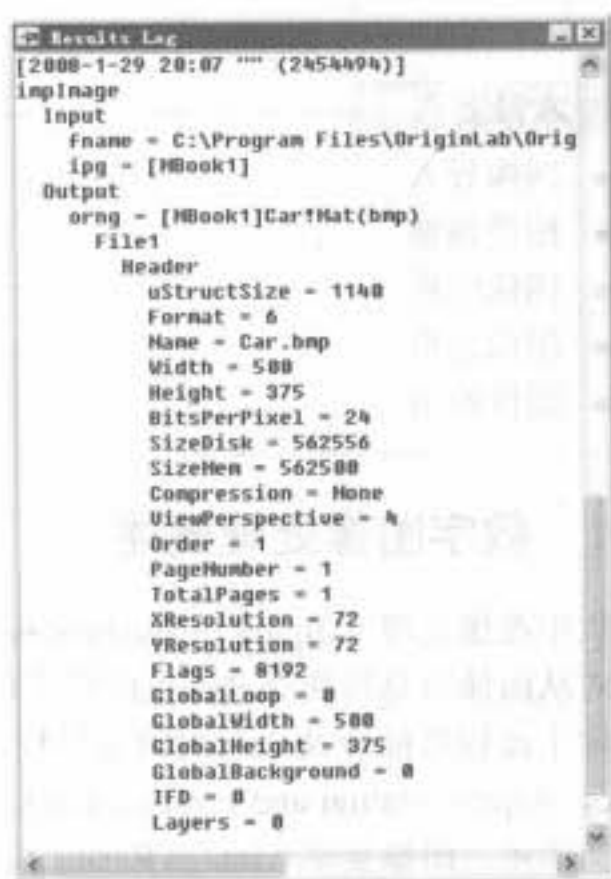 Results Log
[2008-1-29 20:07 "" (2454494)]
impImage
Input
fname = C:\Program Files\OriginLab\Orig
ipg = [MBook1]
Output
orng = [MBook1]Car!Mat(bmp)
File1
Header
uStructSize = 1140
Format = 6
Name = Car.bmp
Width = 500
Height = 375
BitsPerPixel = 24
SizeDisk = 562556
SizeMem = 562500
Compression = None
ViewPerspective = 4
Order = 1
PageNumber = 1
TotalPages = 1
XResolution = 72
YResolution = 72
Flags = 8192
GlobalLoop = 0
GlobalWidth = 500
GlobalHeight = 375
GlobalBackground = 0
IFD = 0
Layers = 0